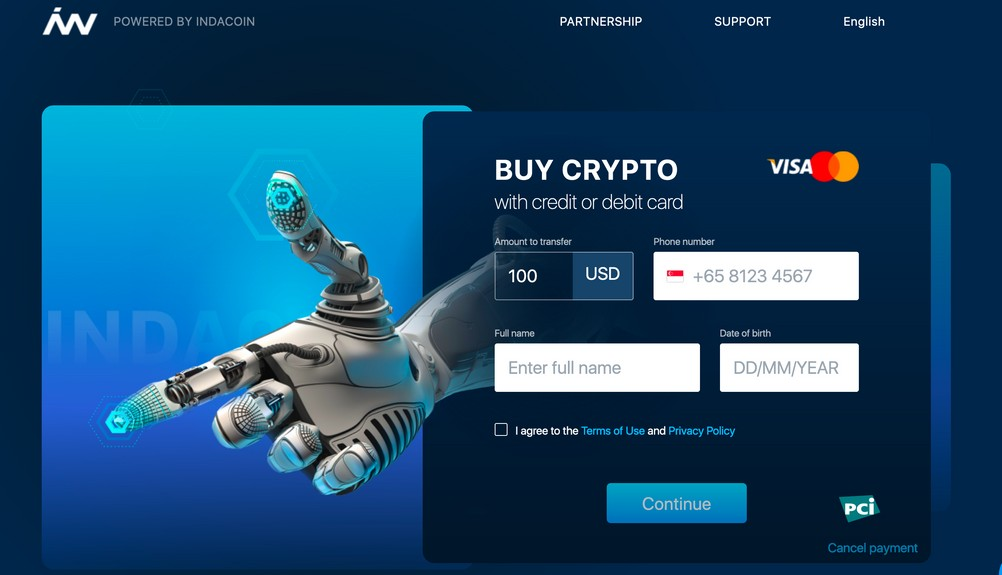 POWERED BY INDACOIN
PARTNERSHIP
SUPPORT
English
INDA
BUY CRYPTO
VISA
with credit or debit card
Amount to transfer
Phone number
100
USD
+65 8123 4567
Full name
Date of birth
Enter full name
DD/MM/YEAR
I agree to the Terms of Use and Privacy Policy
Continue
PCi
Cancel payment